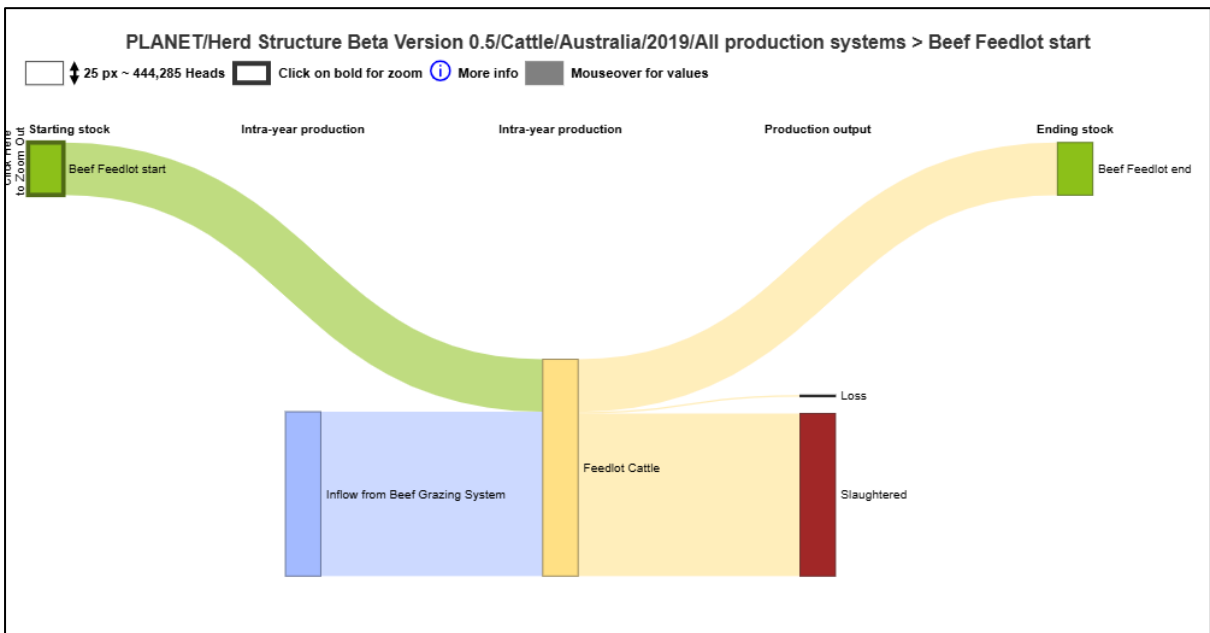 PLANET/Herd Structure Beta Version 0.5/Cattle/Australia/2019/All production systems > Beef Feedlot start
25 px ~ 444,285 Heads Click on bold for zoom i More info Mouseover for values
Starting stock Intra-year production Intra-year production Production output Ending stock
Click Here
to Zoom Out
Beef Feedlot start
Beef Feedlot end
Loss
Feedlot Cattle
Inflow from Beef Grazing System
Slaughtered